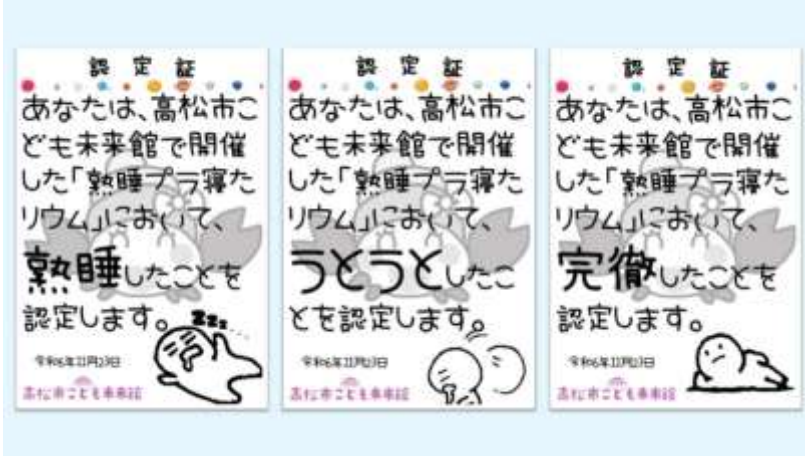 認定証
あなたは、高松市こ
ども未来館で開催
した「熟睡プラ寝た
リウム」において、
熟睡したことを
認定します。
zzz
令和6年11月23日
高松市こども未来館
認定証
あなたは、高松市こ
ども未来館で開催
した「熟睡プラ寝た
リウム」において、
うとうとしたこ
とを認定します。
令和6年11月23日
高松市こども未来館
認定証
あなたは、高松市こ
ども未来館で開催
した「熟睡プラ寝た
リウム」において、
完徹したことを
認定します。
令和6年11月23日
高松市こども未来館